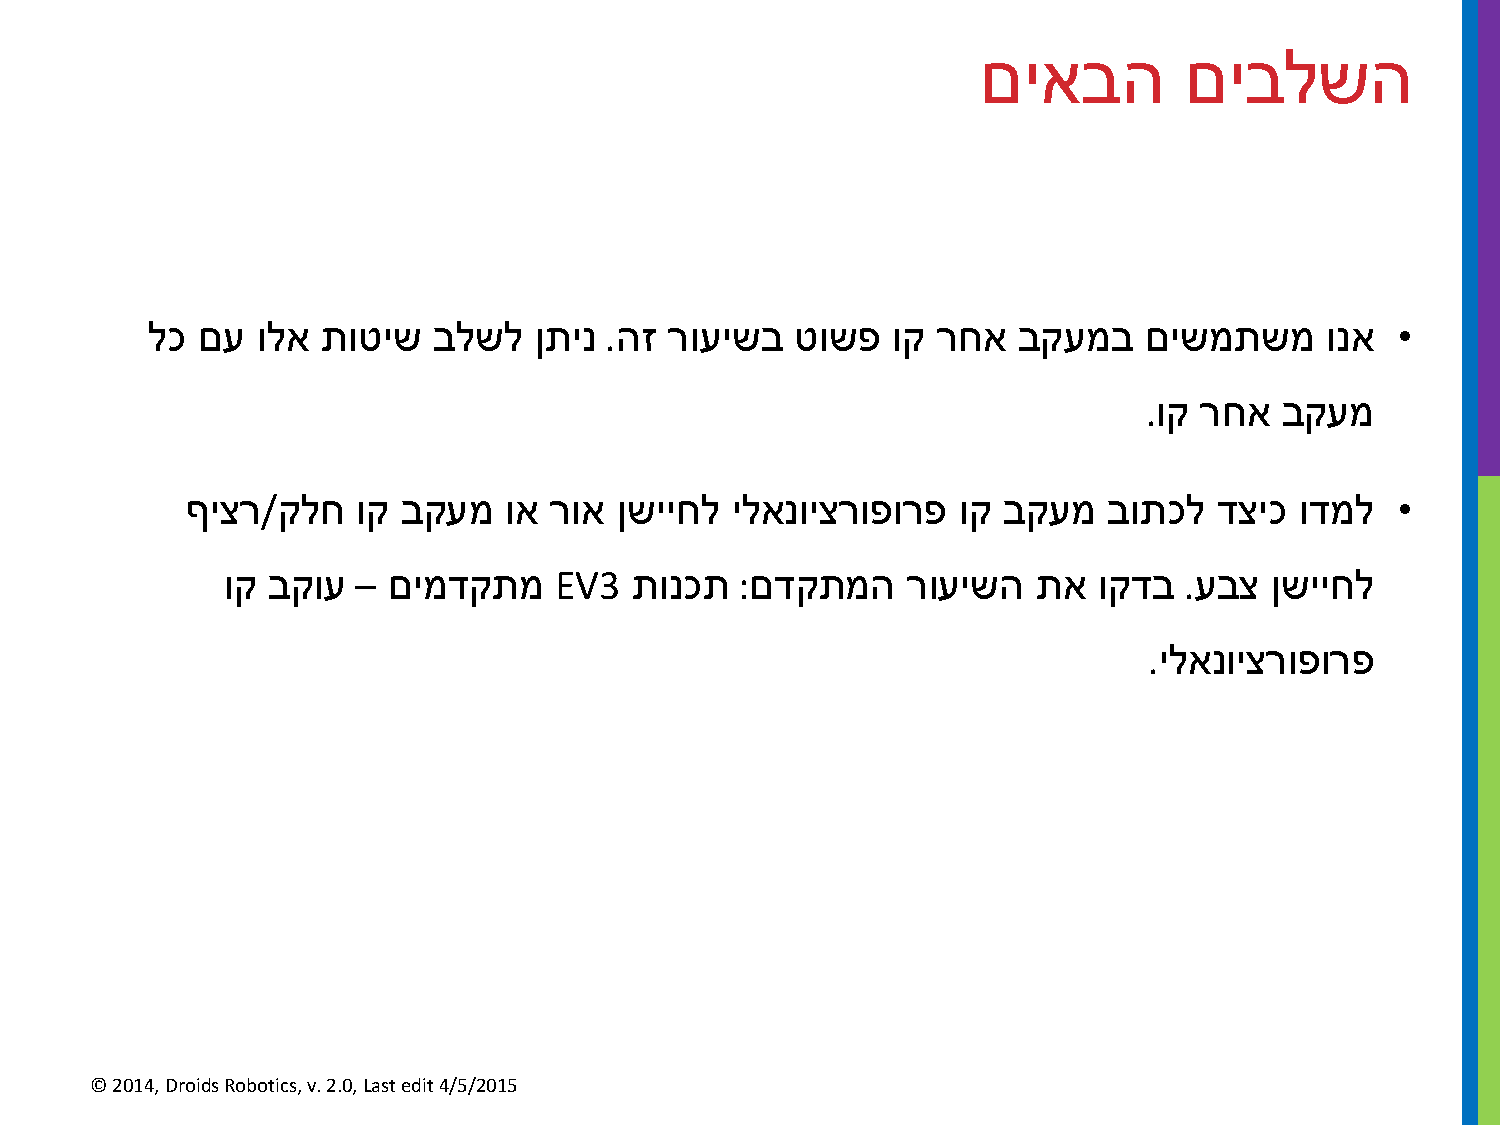 השלבים הבאים
• אנו משתמשים במעקב אחר קו פשוט בשיעור זה. ניתן לשלב שיטות אלו עם כל
מעקב אחר קו.
• למדו כיצד לכתוב מעקב קו פרופורציונאלי לחיישן אור או מעקב קו חלק/רציף
לחיישן צבע. בדקו את השיעור המתקדם: תכנות EV3 מתקדמים – עוקב קו
פרופורציונאלי.
© 2014, Droids Robotics, v. 2.0, Last edit 4/5/2015